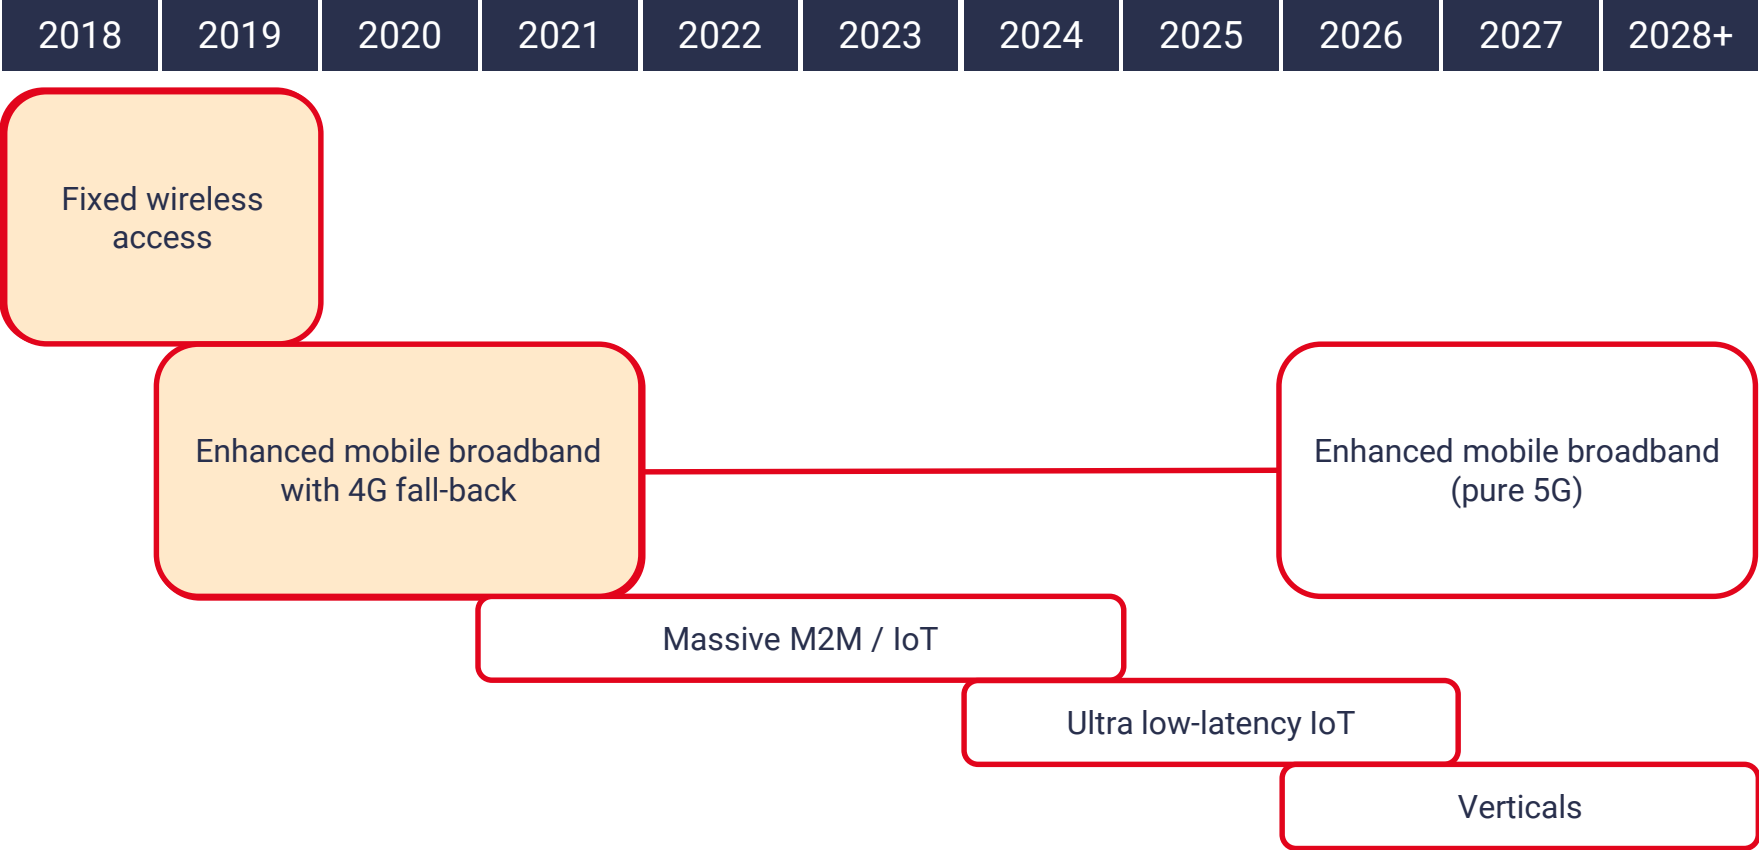 2018 2019 2020 2021 2022 2023 2024 2025 2026 2027 2028+
Fixed wireless
access
Enhanced mobile broadband
with 4G fall-back
Enhanced mobile broadband
(pure 5G)
Massive M2M / IoT
Ultra low-latency IoT
Verticals